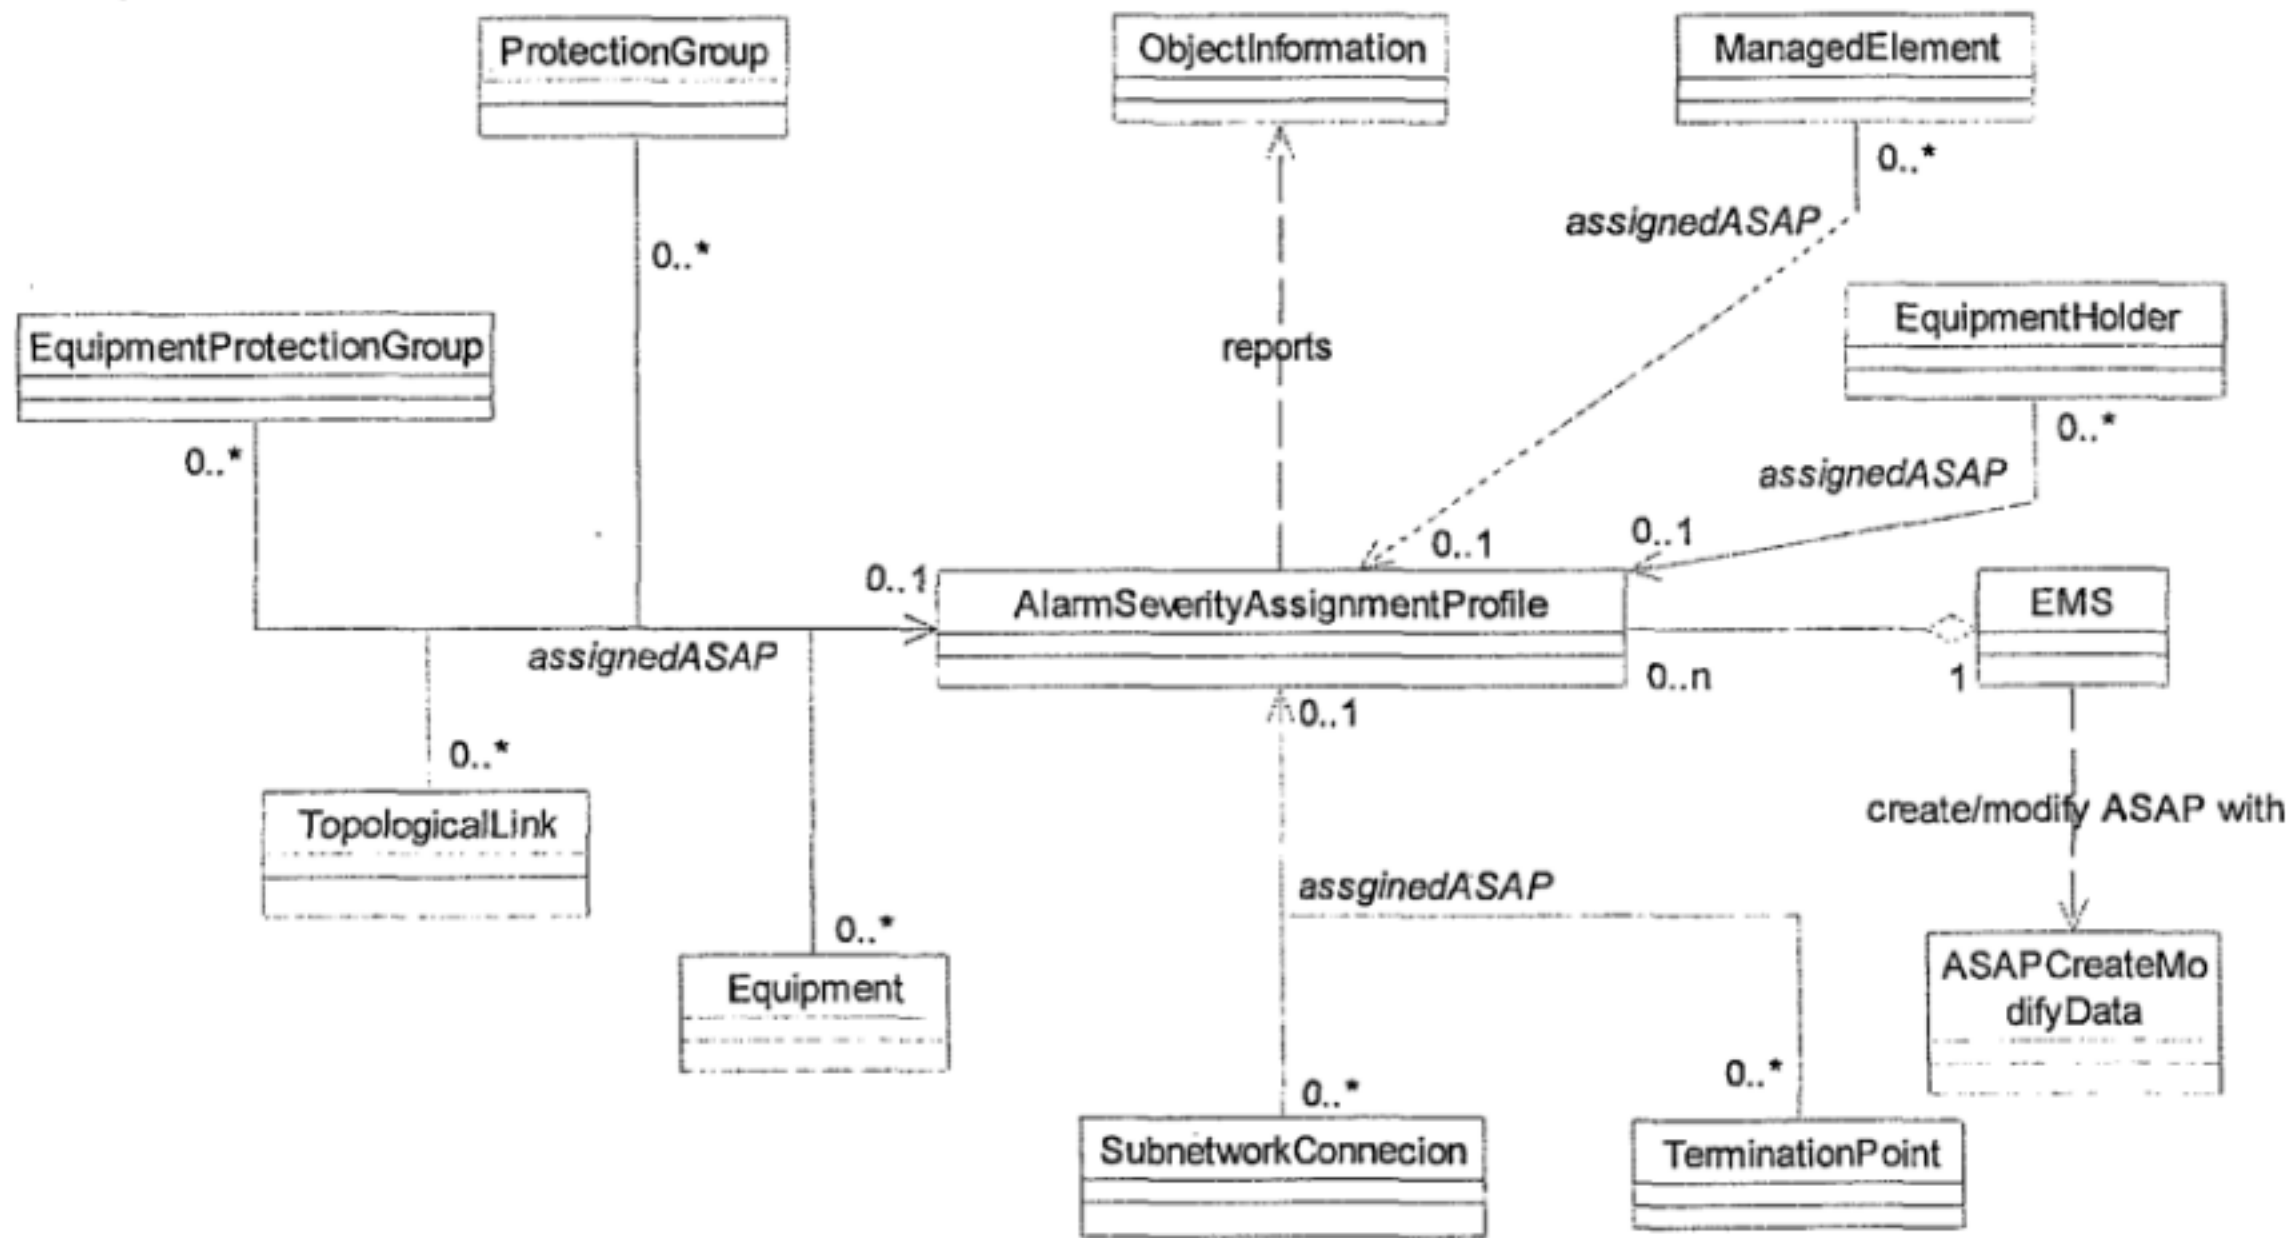 ProtectionGroup
ObjectInformation
ManagedElement
0..*
assignedASAP
0..*
EquipmentHolder
EquipmentProtectionGroup
reports
0..*
0..*
assignedASAP
0..1
0..1
0..1
AlarmSeverityAssignmentProfile
EMS
assignedASAP
0..n
1
0..1
0..*
TopologicalLink
create/modify ASAP with
assginedASAP
0..*
Equipment
ASAPCreateMo
difyData
0..*
0..*
SubnetworkConnecion
TerminationPoint